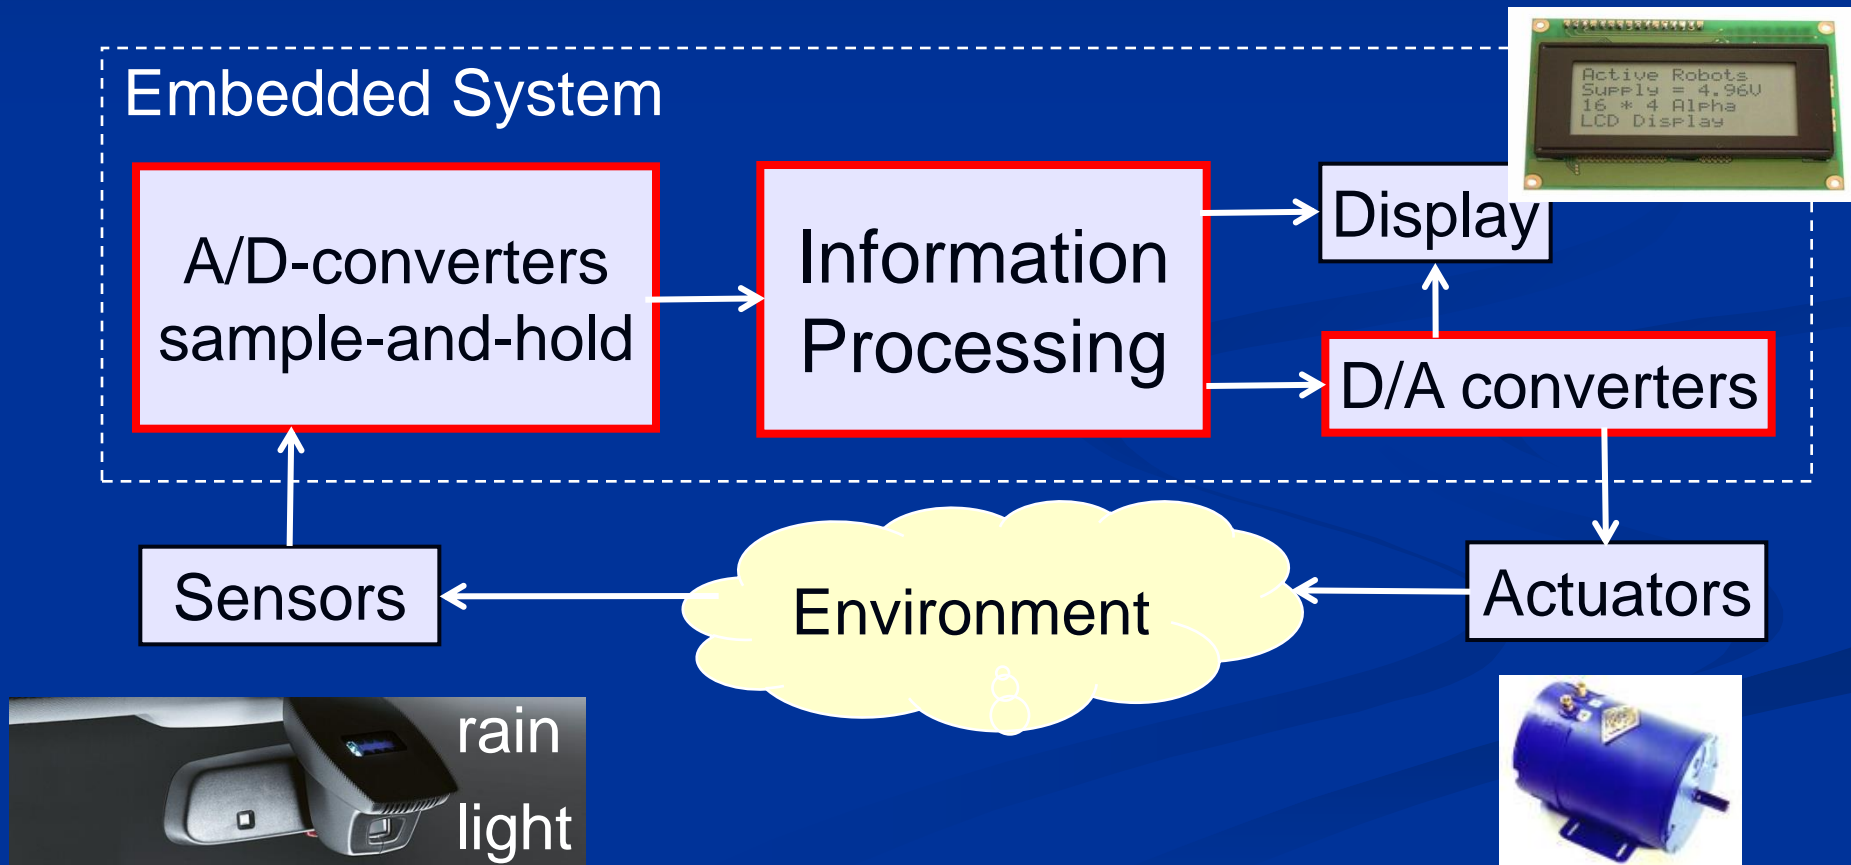 Embedded System
Active Robots
Supply = 4.96V
16 * 4 Alpha
LCD Display
A/D-converters
sample-and-hold
Information
Processing
Display
D/A converters
Sensors
Environment
Actuators
rain
light